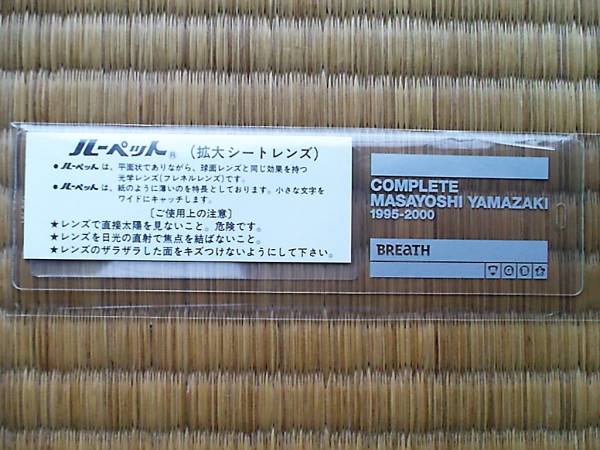 ルーペット® (拡大シートレンズ)
●ルーペットは、平面状でありながら、球面レンズと同じ効果を持つ
光学レンズ(フレネルレンズ)です。
●ルーペットは、紙のように薄いのを特長としております。小さな文字を
ワイドにキャッチします。
〔ご使用上の注意〕
★レンズで直接太陽を見ないこと。危険です。
★レンズを日光の直射で焦点を結ばないこと。
★レンズのザラザラした面をキズつけないようにして下さい。
COMPLETE
MASAYOSHI YAMAZAKI
1995-2000
BREATH